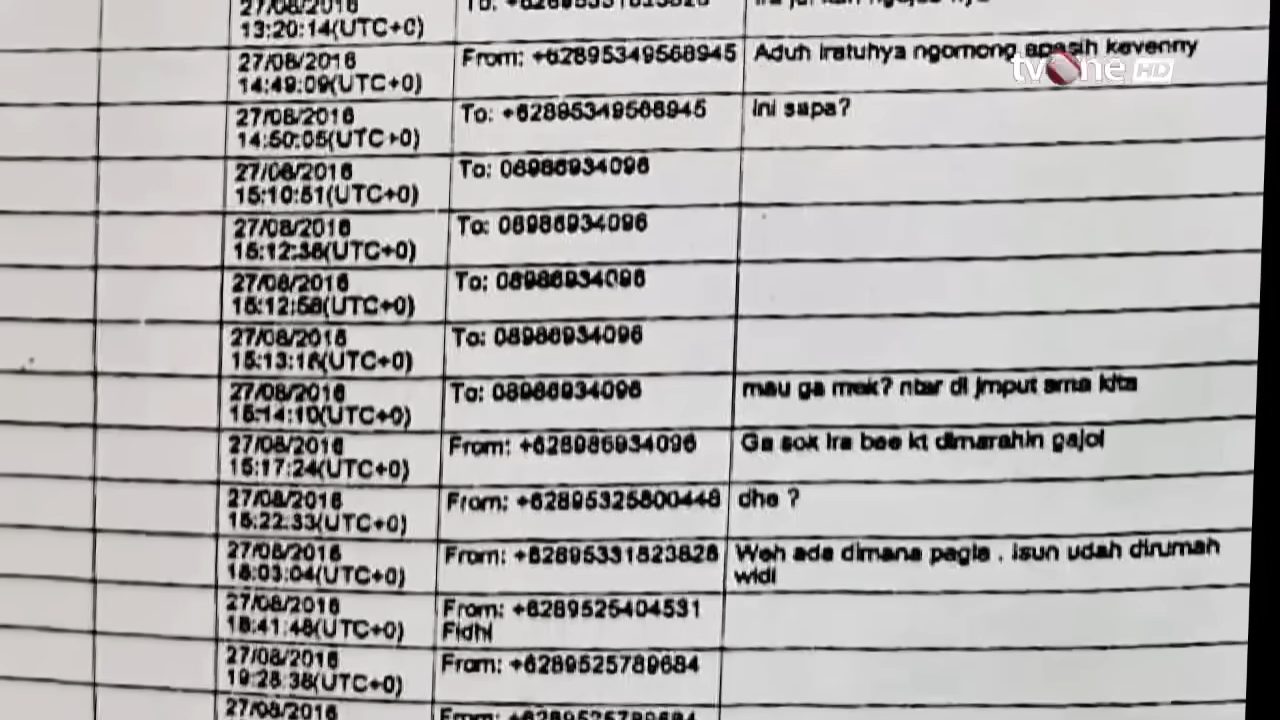 27/08/2016
13:20:14(UTC+0)
27/08/2016
14:49:09(UTC+0)
From: +62895349568945
Aduh iratuhya ngomong apasih kevenny
tvOne HD
27/08/2016
14:50:05(UTC+0)
To: +62895349568945
Ini sapa?
27/08/2016
15:10:51(UTC+0)
To: 08986934096
27/08/2016
15:12:36(UTC+0)
To: 08986934096
27/08/2016
15:12:58(UTC+0)
To: 08986934096
27/08/2016
15:13:16(UTC+0)
To: 08986934096
27/08/2016
15:14:10(UTC+0)
To: 08986934096
mau ga mek? ntar di jmput sma kita
27/08/2016
15:17:24(UTC+0)
From: +628986934096
Ga sok ira bae kt dimarahin gajol
27/08/2016
15:22:33(UTC+0)
From: +62895325800448
dhe ?
27/08/2016
18:03:04(UTC+0)
From: +62895331823828
Weh ada dimana pagie . isun udah dirumah
widi
27/08/2016
18:41:48(UTC+0)
From: +6289525404531
Fidhi
27/08/2016
19:28:38(UTC+0)
From: +6289525789684
27/08/2016
From: +6289525789684